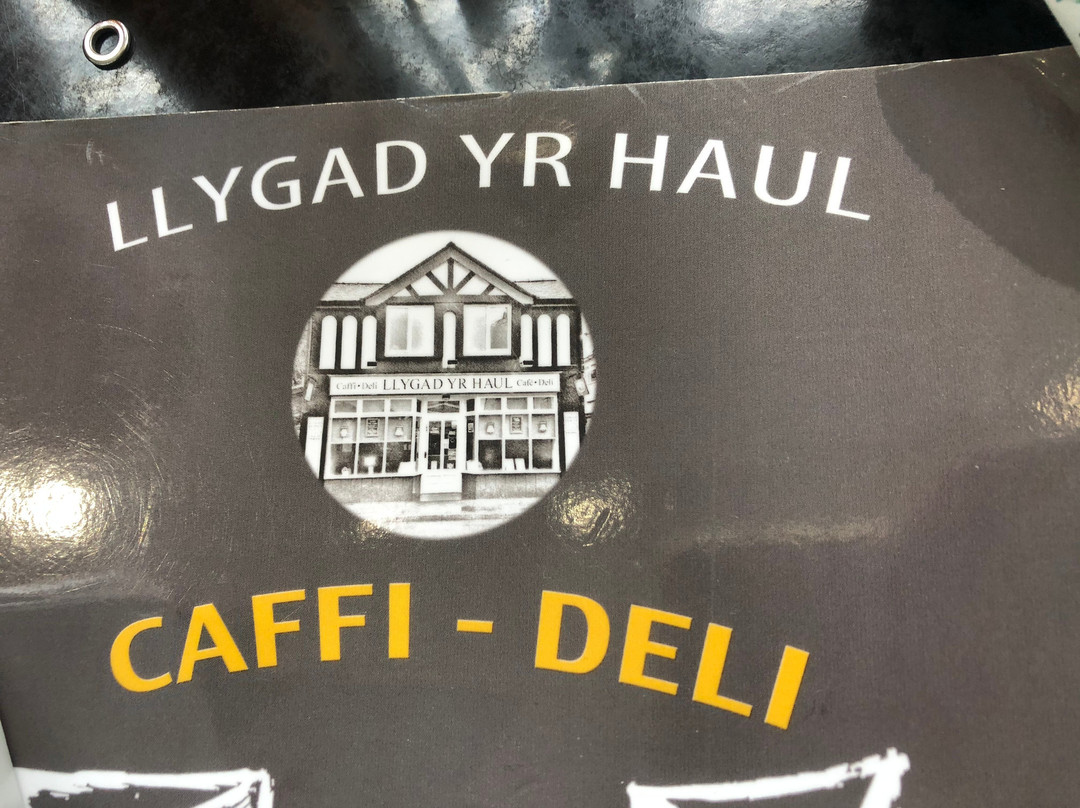 LLYGAD YR HAUL
Caffi • Deli LLYGAD YR HAUL Cafe • Deli
CAFFI - DELI